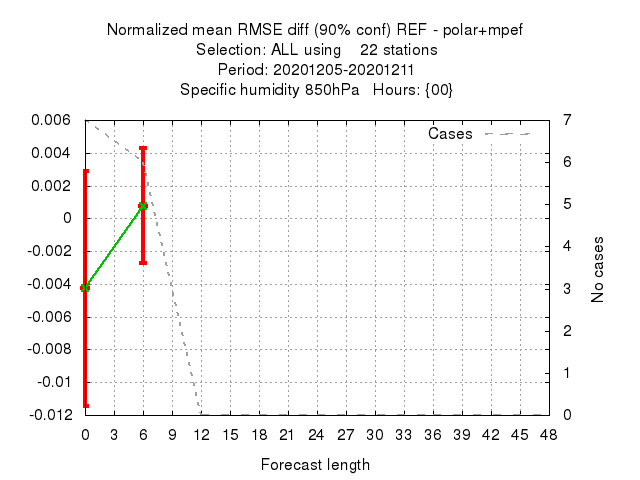 Normalized mean RMSE diff (90% conf) REF - polar+mpef
Selection: ALL using 22 stations
Period: 20201205-20201211
Specific humidity 850hPa Hours: {00}
Cases
0.006
0.004
0.002
0
-0.002
-0.004
-0.006
-0.008
-0.01
-0.012
7
6
5
4
3
2
1
0
No cases
0 3 6 9 12 15 18 21 24 27 30 33 36 39 42 45 48
Forecast length